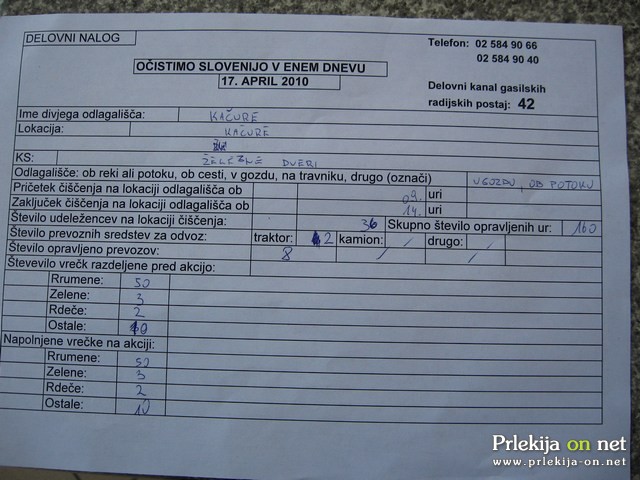 DELOVNI NALOG
Telefon: 02 584 90 66
02 584 90 40
OČISTIMO SLOVENIJO V ENEM DNEVU
17. APRIL 2010
Delovni kanal gasilskih
radijskih postaj: 42
Ime divjega odlagališča: KAČURE
Lokacija: KAČURE
KS: ŽELEZNE DVERI
Odlagališče: ob reki ali potoku, ob cesti, v gozdu, na travniku, drugo (označi) V GOZDU, OB POTOKU
Pričetek čiščenja na lokaciji odlagališča ob 09. uri
Zaključek čiščenja na lokaciji odlagališča ob 14. uri
Število udeležencev na lokaciji čiščenja: 36 Skupno število opravljenih ur: 160
Število prevoznih sredstev za odvoz: traktor: 2 kamion: / drugo: /
Število opravljeno prevozov: 8 / /
Števevilo vrečk razdeljene pred akcijo:
Rrumene: 50
Zelene: 3
Rdeče: 2
Ostale: 10
Napolnjene vrečke na akciji:
Rrumene: 50
Zelene: 3
Rdeče: 2
Ostale: 10
Prlekija on net
www.prlekija-on.net